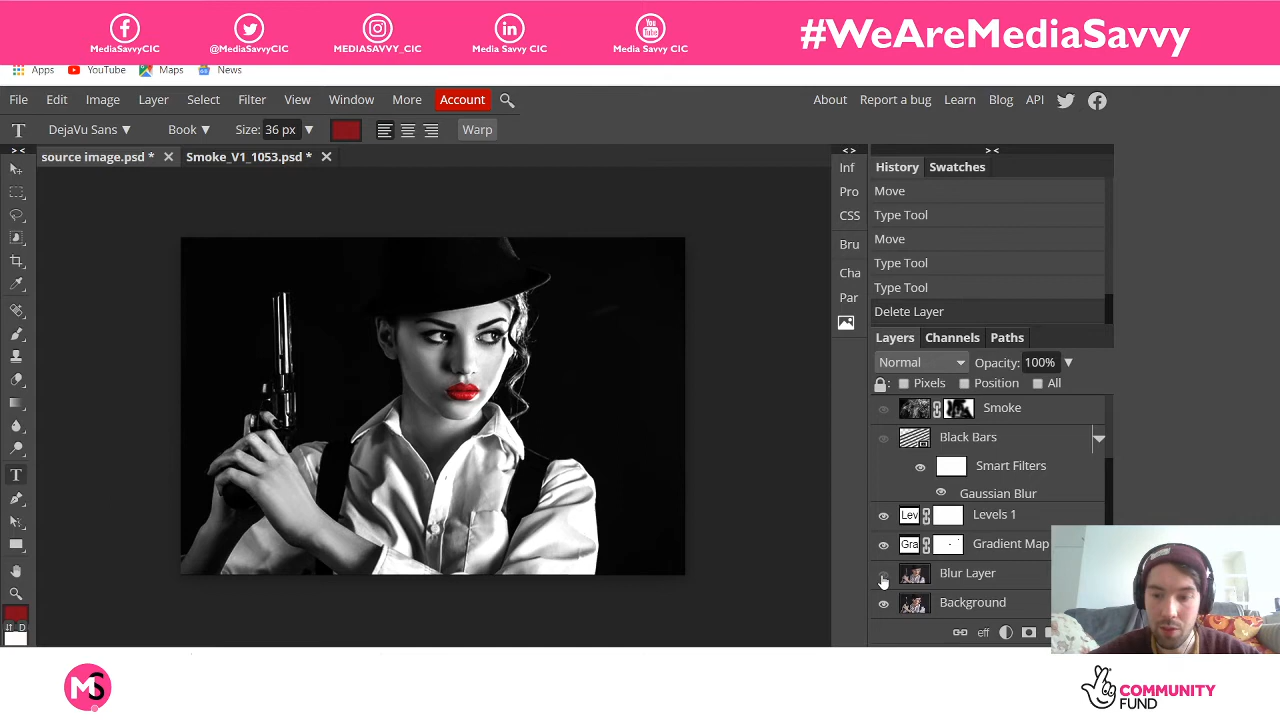 MediaSavvyCIC
@MediaSavvyCIC
MEDIASAVVY_CIC
Media Savvy CIC
You Tube
Media Savvy CIC
#WeAreMediaSavvy
Apps YouTube Maps News
File Edit Image Layer Select Filter View Window More Account About Report a bug Learn Blog API
T DejaVu Sans Book Size: 36 px Warp
source image.psd * Smoke_V1_1053.psd *
> < < > > <
Inf
Pro
CSS
Bru
Cha
Par
History Swatches
Move
Type Tool
Move
Type Tool
Type Tool
Delete Layer
Layers Channels Paths
Normal Opacity: 100%
Pixels Position All
Smoke
Black Bars
Smart Filters
Gaussian Blur
Lev Levels 1
Gra Gradient Map
Blur Layer
Background
eff
T
D
MS
COMMUNITY
FUND